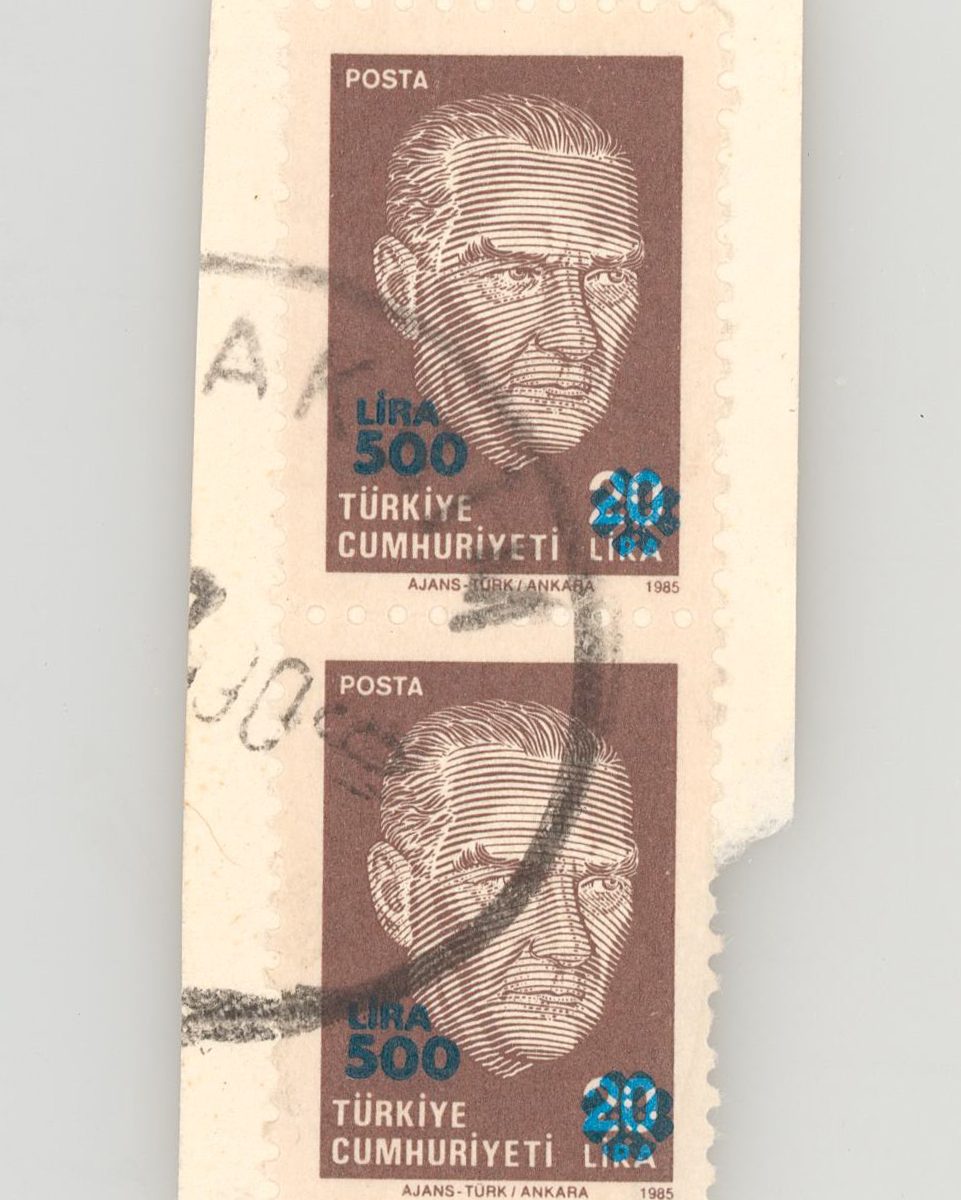 POSTA
LİRA
500
TÜRKİYE
20
CUMHURİYETİ LİRA
AJANS-TÜRK / ANKARA 1985
POSTA
LİRA
500
TÜRKİYE
20
CUMHURİYETİ LİRA
AJANS-TÜRK / ANKARA 1985